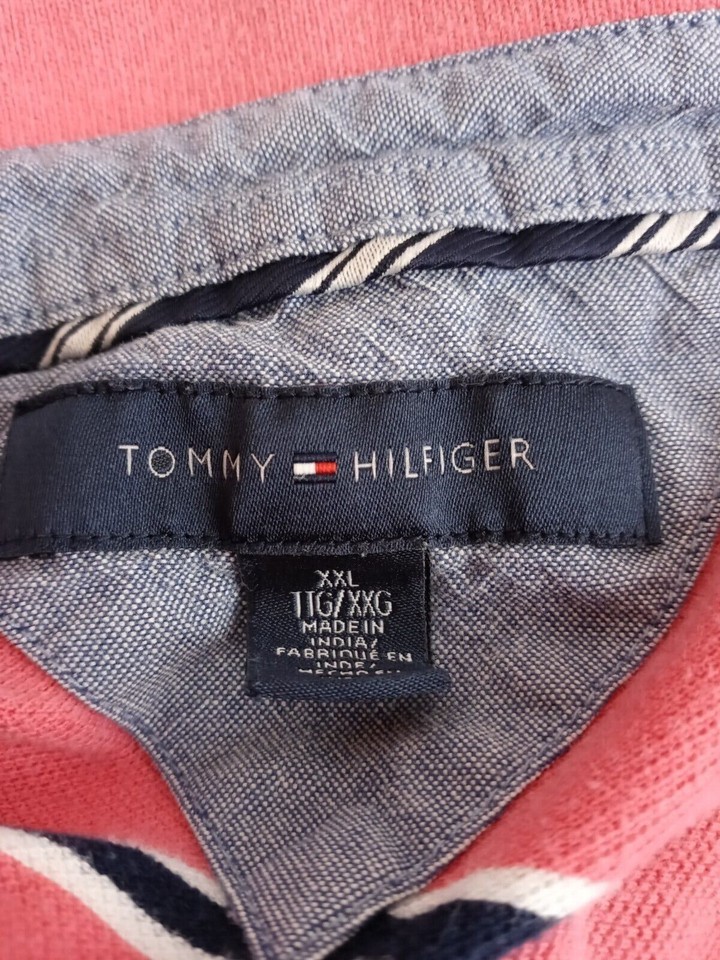 TOMMY HILFIGER
XXL
TTG/XXG
MADE IN
INDIA/
FABRIQUÉ EN
INDE/